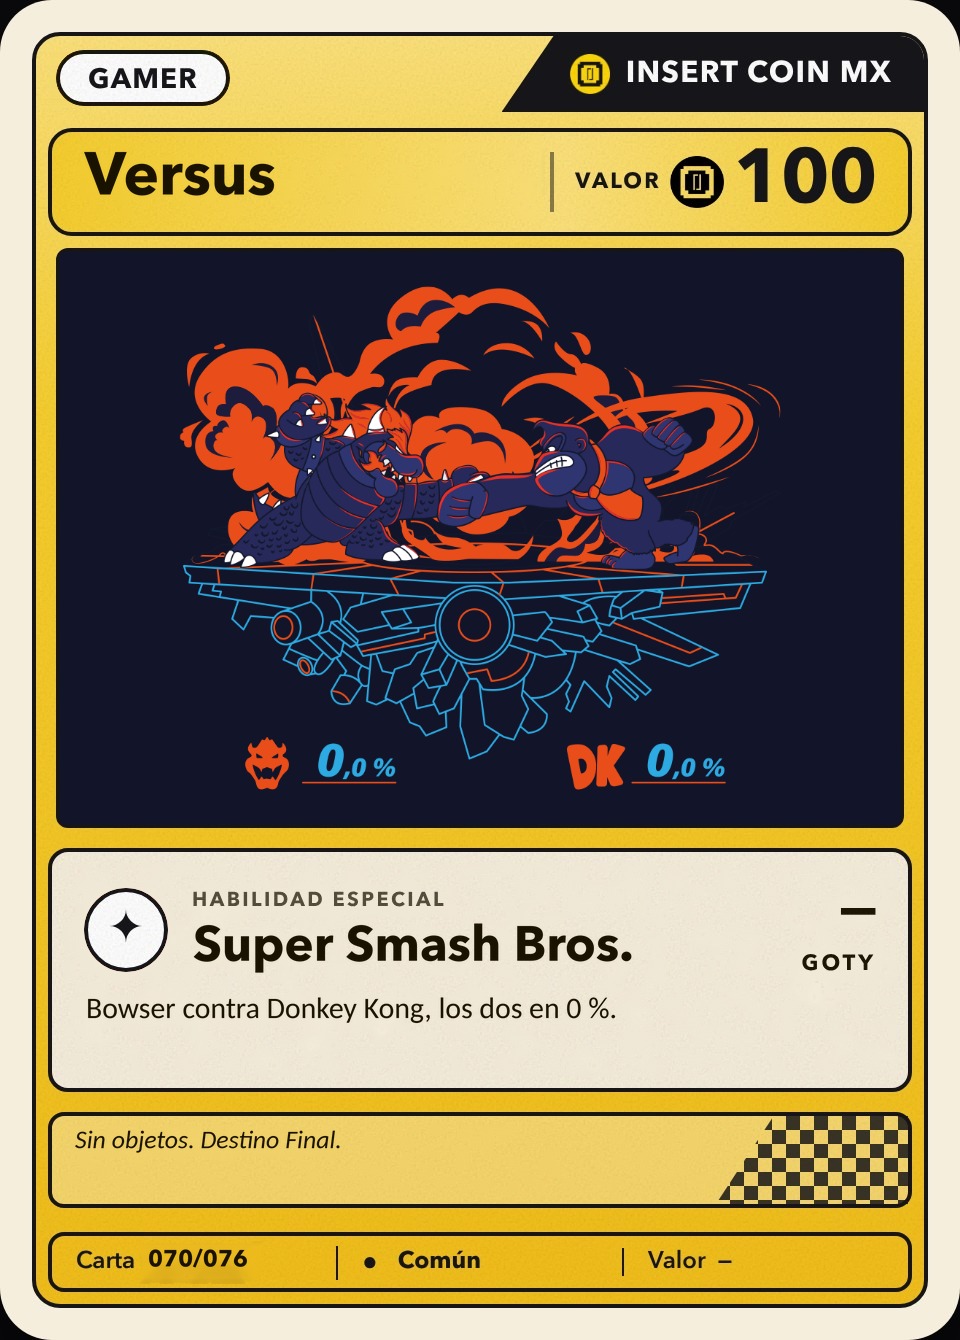 GAMER
INSERT COIN MX
Versus
VALOR 100
0,0 %
DK 0,0 %
HABILIDAD ESPECIAL
Super Smash Bros.
–
GOTY
Bowser contra Donkey Kong, los dos en 0 %.
Sin objetos. Destino Final.
Carta 070/076
• Común
Valor –